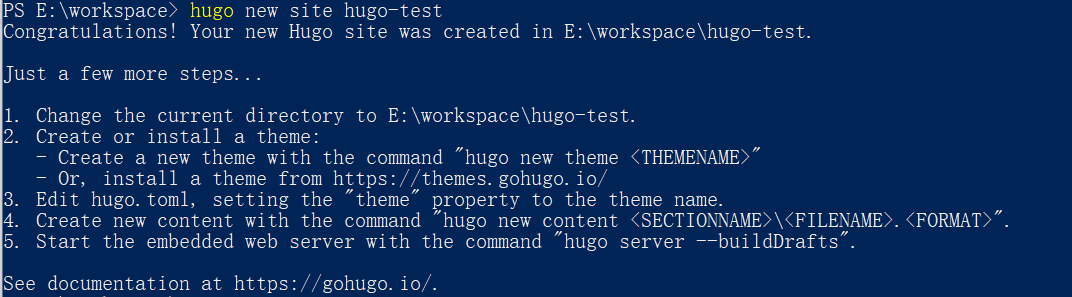 PS E:\workspace> hugo new site hugo-test
Congratulations! Your new Hugo site was created in E:\workspace\hugo-test.
Just a few more steps...
1. Change the current directory to E:\workspace\hugo-test.
2. Create or install a theme:
- Create a new theme with the command "hugo new theme <THEMENAME>"
- Or, install a theme from https://themes.gohugo.io/
3. Edit hugo.toml, setting the "theme" property to the theme name.
4. Create new content with the command "hugo new content <SECTIONNAME>\<FILENAME>.<FORMAT>".
5. Start the embedded web server with the command "hugo server --buildDrafts".
See documentation at https://gohugo.io/.